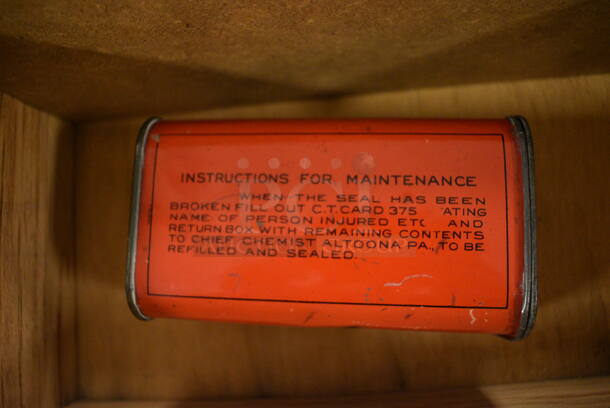 INSTRUCTIONS FOR MAINTENANCE
WHEN THE SEAL HAS BEEN
BROKEN FILL OUT C.T. CARD 375 ATING
NAME OF PERSON INJURED ETC AND
RETURN BOX WITH REMAINING CONTENTS
TO CHIEF CHEMIST ALTOONA, PA., TO BE
REFILLED AND SEALED.